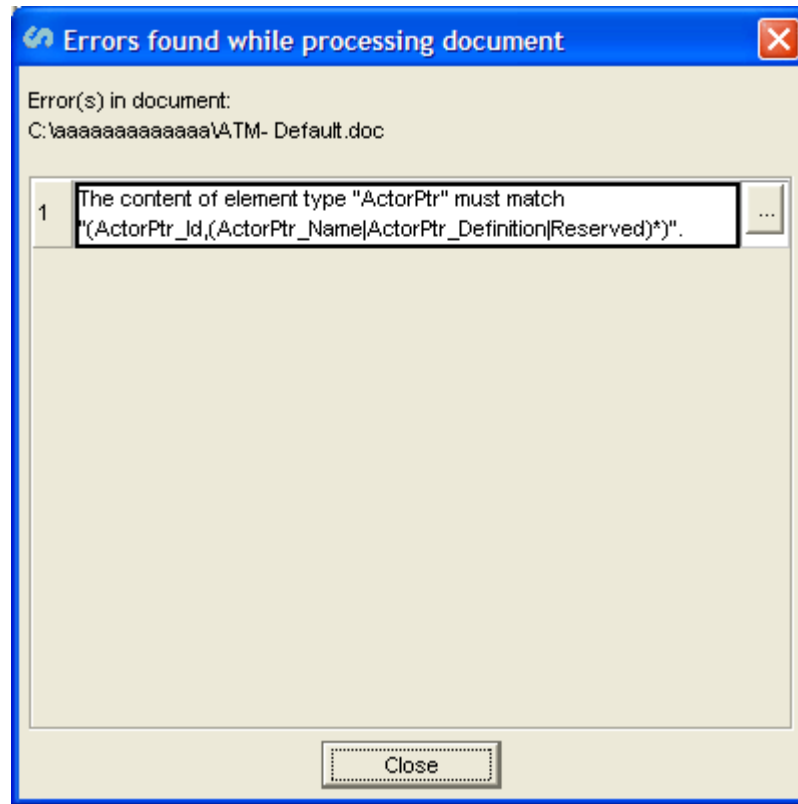 Errors found while processing document
Error(s) in document:
C:\aaaaaaaaaaaaa\ATM- Default.doc
1
The content of element type "ActorPtr" must match
"(ActorPtr_Id,(ActorPtr_Name|ActorPtr_Definition|Reserved)*)".
...
Close